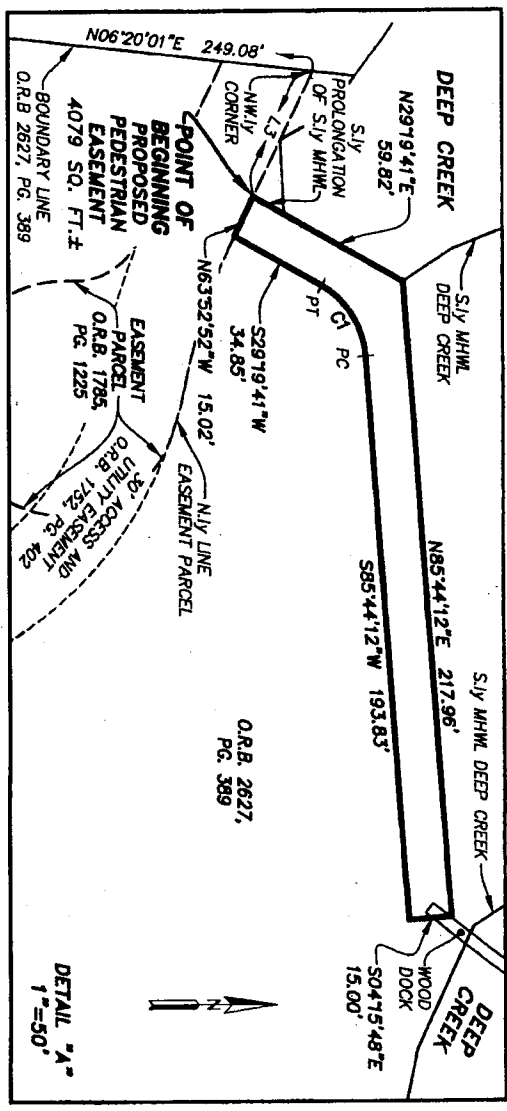 DEEP CREEK
N29°19'41"E
59.82'
S.ly MHWL
DEEP CREEK
N85°44'12"E 217.96'
S.ly MHWL DEEP CREEK
DEEP
CREEK
WOOD
DOCK
S04°15'48"E
15.00'
S.ly
PROLONGATION
OF S.ly MHWL
L3
NW.ly
CORNER
N06°20'01"E 249.08'
POINT OF
BEGINNING
PROPOSED
PEDESTRIAN
EASEMENT
4079 SQ. FT.±
BOUNDARY LINE
O.R.B 2627, PG. 389
PT
C1
PC
S29°19'41"W
34.85'
N63°52'52"W 15.02'
S85°44'12"W 193.83'
N.ly LINE
EASEMENT PARCEL
EASEMENT
PARCEL
O.R.B. 1785,
PG. 1225
30' ACCESS AND
UTILITY EASEMENT
O.R.B. 1752, PG. 402
O.R.B. 2627,
PG. 389
N
DETAIL "A"
1"=50'